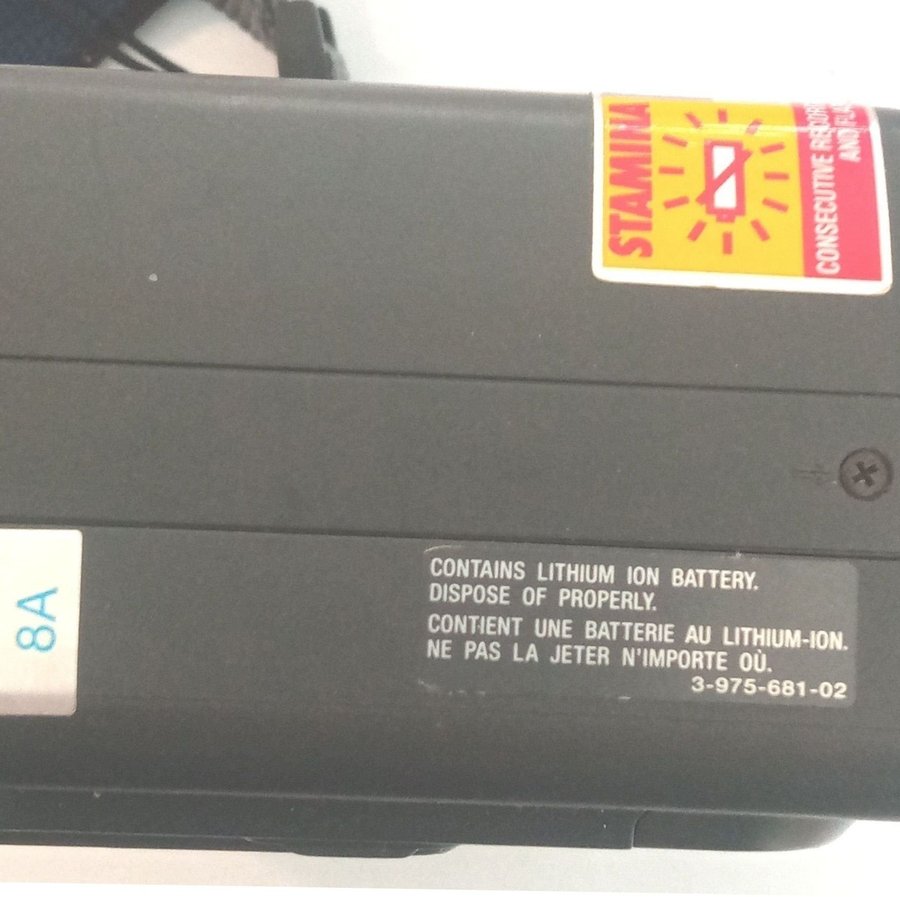 STAMINA
CONSECUTIVE
AND
8A
CONTAINS LITHIUM ION BATTERY.
DISPOSE OF PROPERLY.
CONTIENT UNE BATTERIE AU LITHIUM-ION.
NE PAS LA JETER N'IMPORTE OÙ.
3-975-681-02